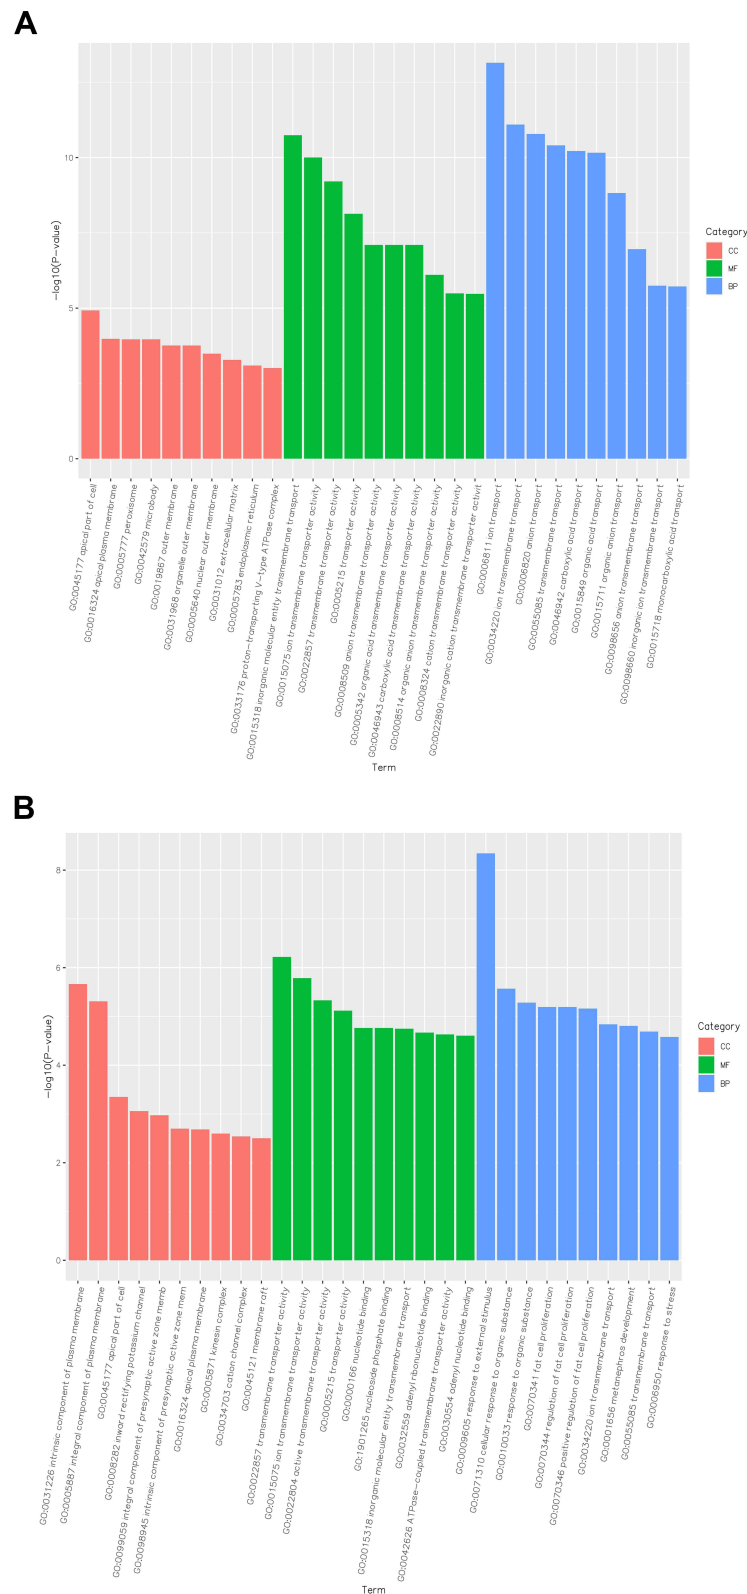 A
−log10(P−value)
10
5
0
GO:0045177 apical part of cell
GO:0016324 apical plasma membrane
GO:0005777 peroxisome
GO:0042579 microbody
GO:0019867 outer membrane
GO:0031968 organelle outer membrane
GO:0005640 nuclear outer membrane
GO:0031012 extracellular matrix
GO:0005783 endoplasmic reticulum
GO:0033176 proton−transporting V−type ATPase complex
GO:0015318 inorganic molecular entity transmembrane transport
GO:0015075 ion transmembrane transporter activity
GO:0022857 transmembrane transporter activity
GO:0005215 transporter activity
GO:0008509 anion transmembrane transporter activity
GO:0005342 organic acid transmembrane transporter activity
GO:0046943 carboxylic acid transmembrane transporter activity
GO:0008514 organic anion transmembrane transporter activity
GO:0008324 cation transmembrane transporter activity
GO:0022890 inorganic cation transmembrane transporter activit
GO:0006811 ion transport
GO:0034220 ion transmembrane transport
GO:0006820 anion transport
GO:0055085 transmembrane transport
GO:0046942 carboxylic acid transport
GO:0015849 organic acid transport
GO:0015711 organic anion transport
GO:0098656 anion transmembrane transport
GO:0098660 inorganic ion transmembrane transport
GO:0015718 monocarboxylic acid transport
Term
Category
CC
MF
BP
B
−log10(P−value)
8
6
4
2
0
GO:0031226 intrinsic component of plasma membrane
GO:0005887 integral component of plasma membrane
GO:0045177 apical part of cell
GO:0008282 inward rectifying potassium channel
GO:0099059 integral component of presynaptic active zone memb
GO:0098945 intrinsic component of presynaptic active zone mem
GO:0016324 apical plasma membrane
GO:0005871 kinesin complex
GO:0034703 cation channel complex
GO:0045121 membrane raft
GO:0022857 transmembrane transporter activity
GO:0015075 ion transmembrane transporter activity
GO:0022804 active transmembrane transporter activity
GO:0005215 transporter activity
GO:0000166 nucleotide binding
GO:1901265 nucleoside phosphate binding
GO:0015318 inorganic molecular entity transmembrane transport
GO:0032559 adenyl ribonucleotide binding
GO:0042626 ATPase−coupled transmembrane transporter activity
GO:0030554 adenyl nucleotide binding
GO:0009605 response to external stimulus
GO:0071310 cellular response to organic substance
GO:0010033 response to organic substance
GO:0070341 fat cell proliferation
GO:0070344 regulation of fat cell proliferation
GO:0070346 positive regulation of fat cell proliferation
GO:0034220 ion transmembrane transport
GO:0001656 metanephros development
GO:0055085 transmembrane transport
GO:0006950 response to stress
Term
Category
CC
MF
BP